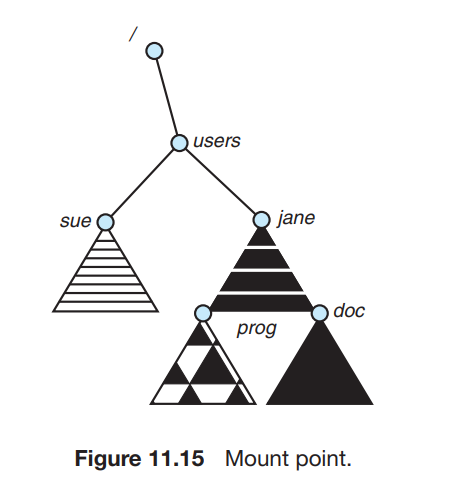 /
users
sue
jane
prog
doc
Figure 11.15 Mount point.